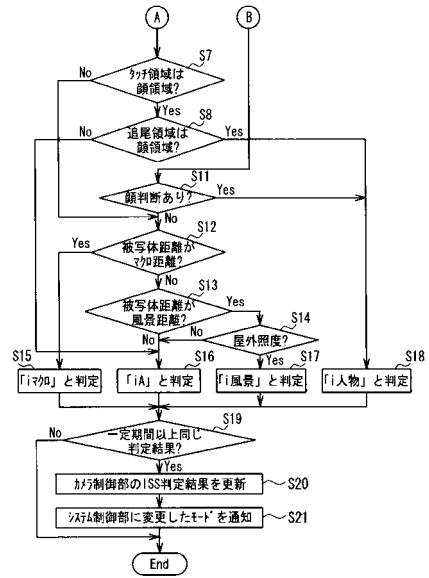 A
B
S7
No
ﾀｯﾁ領域は
顔領域?
Yes
S8
No
追尾領域は
顔領域?
Yes
S11
顔判断あり?
Yes
No
S12
Yes
被写体距離が
ﾏｸﾛ距離?
No
S13
被写体距離が
風景距離?
Yes
No
No
S14
屋外照度?
Yes
S15
「iﾏｸﾛ」と判定
S16
「iA」と判定
S17
「i風景」と判定
S18
「i人物」と判定
S19
No
一定期間以上同じ
判定結果?
Yes
ｶﾒﾗ制御部のISS判定結果を更新
S20
ｼｽﾃﾑ制御部に変更したﾓｰﾄﾞを通知
S21
End